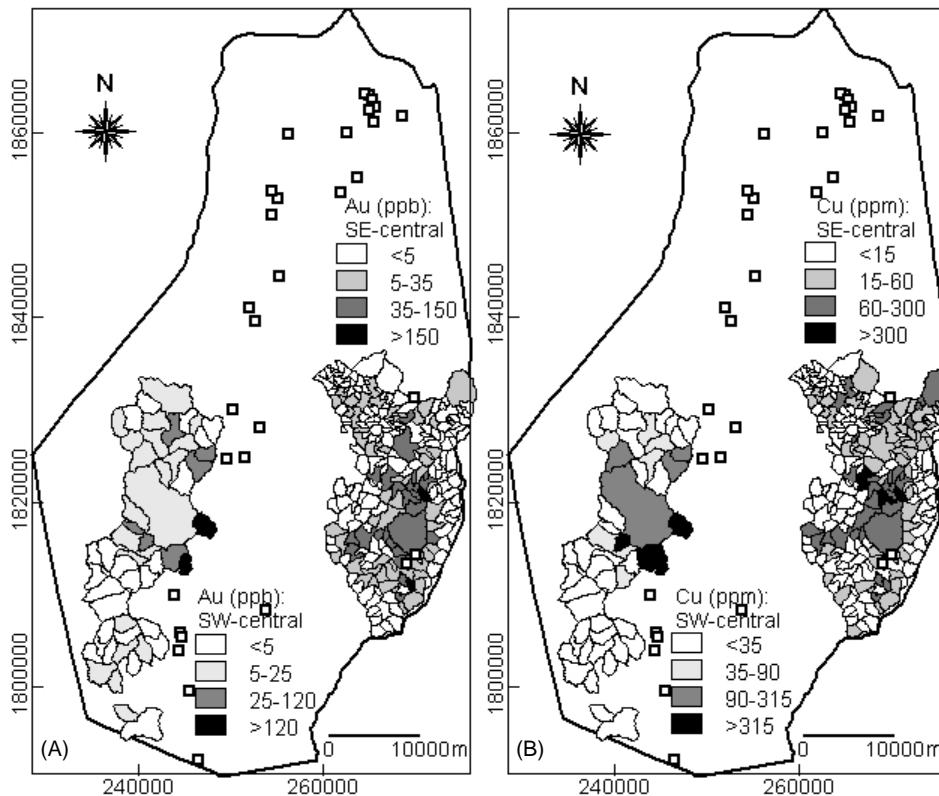 N
1860000
1840000
1820000
1800000
Au (ppb):
SE-central
<5
5-35
35-150
>150
Au (ppb):
SW-central
<5
5-25
25-120
>120
(A)
0 10000m
240000 260000
N
1860000
1840000
1820000
1800000
Cu (ppm):
SE-central
<15
15-60
60-300
>300
Cu (ppm):
SW-central
<35
35-90
90-315
>315
(B)
0 10000m
240000 260000